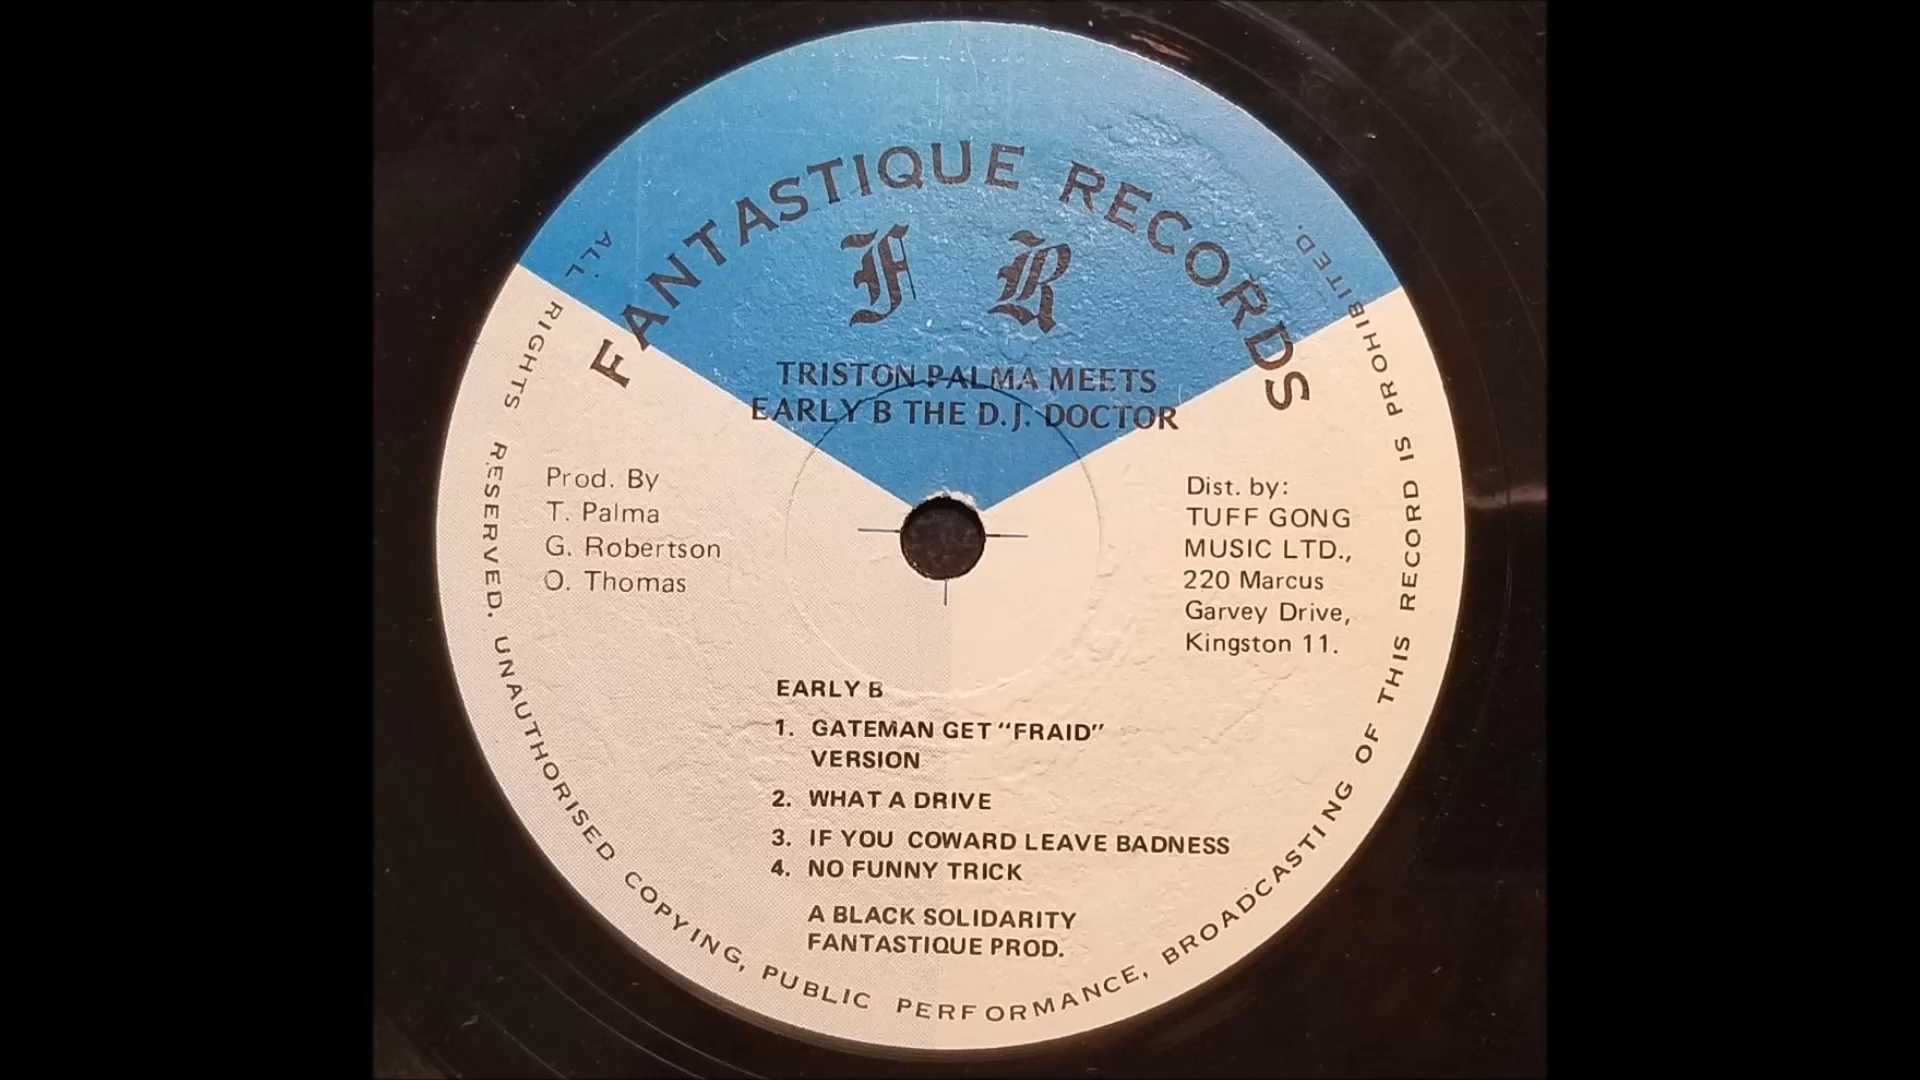 FANTASTIQUE RECORDS
F R
TRISTON PALMA MEETS
EARLY B THE D.J. DOCTOR
Prod. By
T. Palma
G. Robertson
O. Thomas
Dist. by:
TUFF GONG
MUSIC LTD.,
220 Marcus
Garvey Drive,
Kingston 11.
EARLY B
1. GATEMAN GET "FRAID"
VERSION
2. WHAT A DRIVE
3. IF YOU COWARD LEAVE BADNESS
4. NO FUNNY TRICK
A BLACK SOLIDARITY
FANTASTIQUE PROD.
ALL RIGHTS RESERVED. UNAUTHORISED COPYING, PUBLIC PERFORMANCE, BROADCASTING OF THIS RECORD IS PROHIBITED.